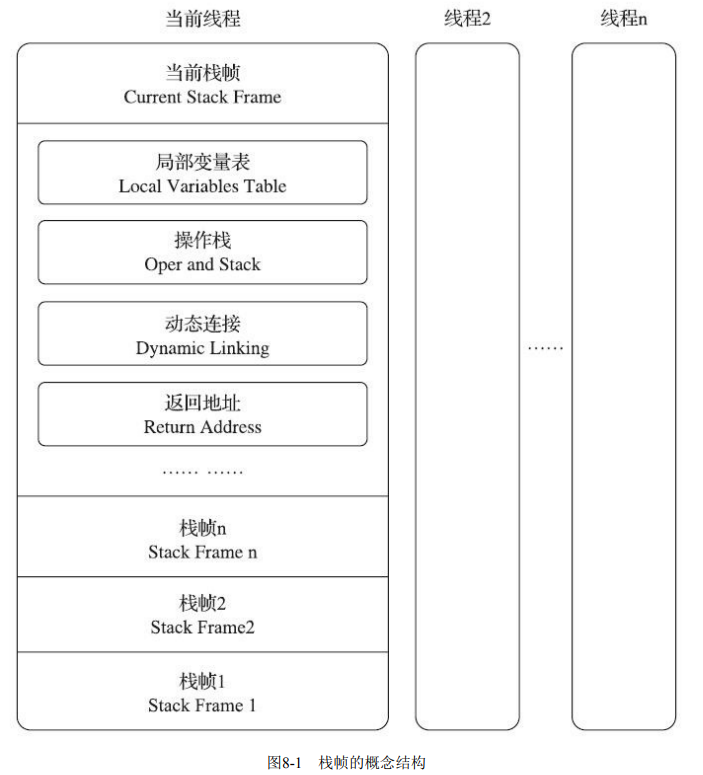 当前线程
线程2
线程n
当前栈帧
Current Stack Frame
局部变量表
Local Variables Table
操作栈
Oper and Stack
动态连接
Dynamic Linking
返回地址
Return Address
…… ……
……
栈帧n
Stack Frame n
栈帧2
Stack Frame2
栈帧1
Stack Frame 1
图8-1 栈帧的概念结构